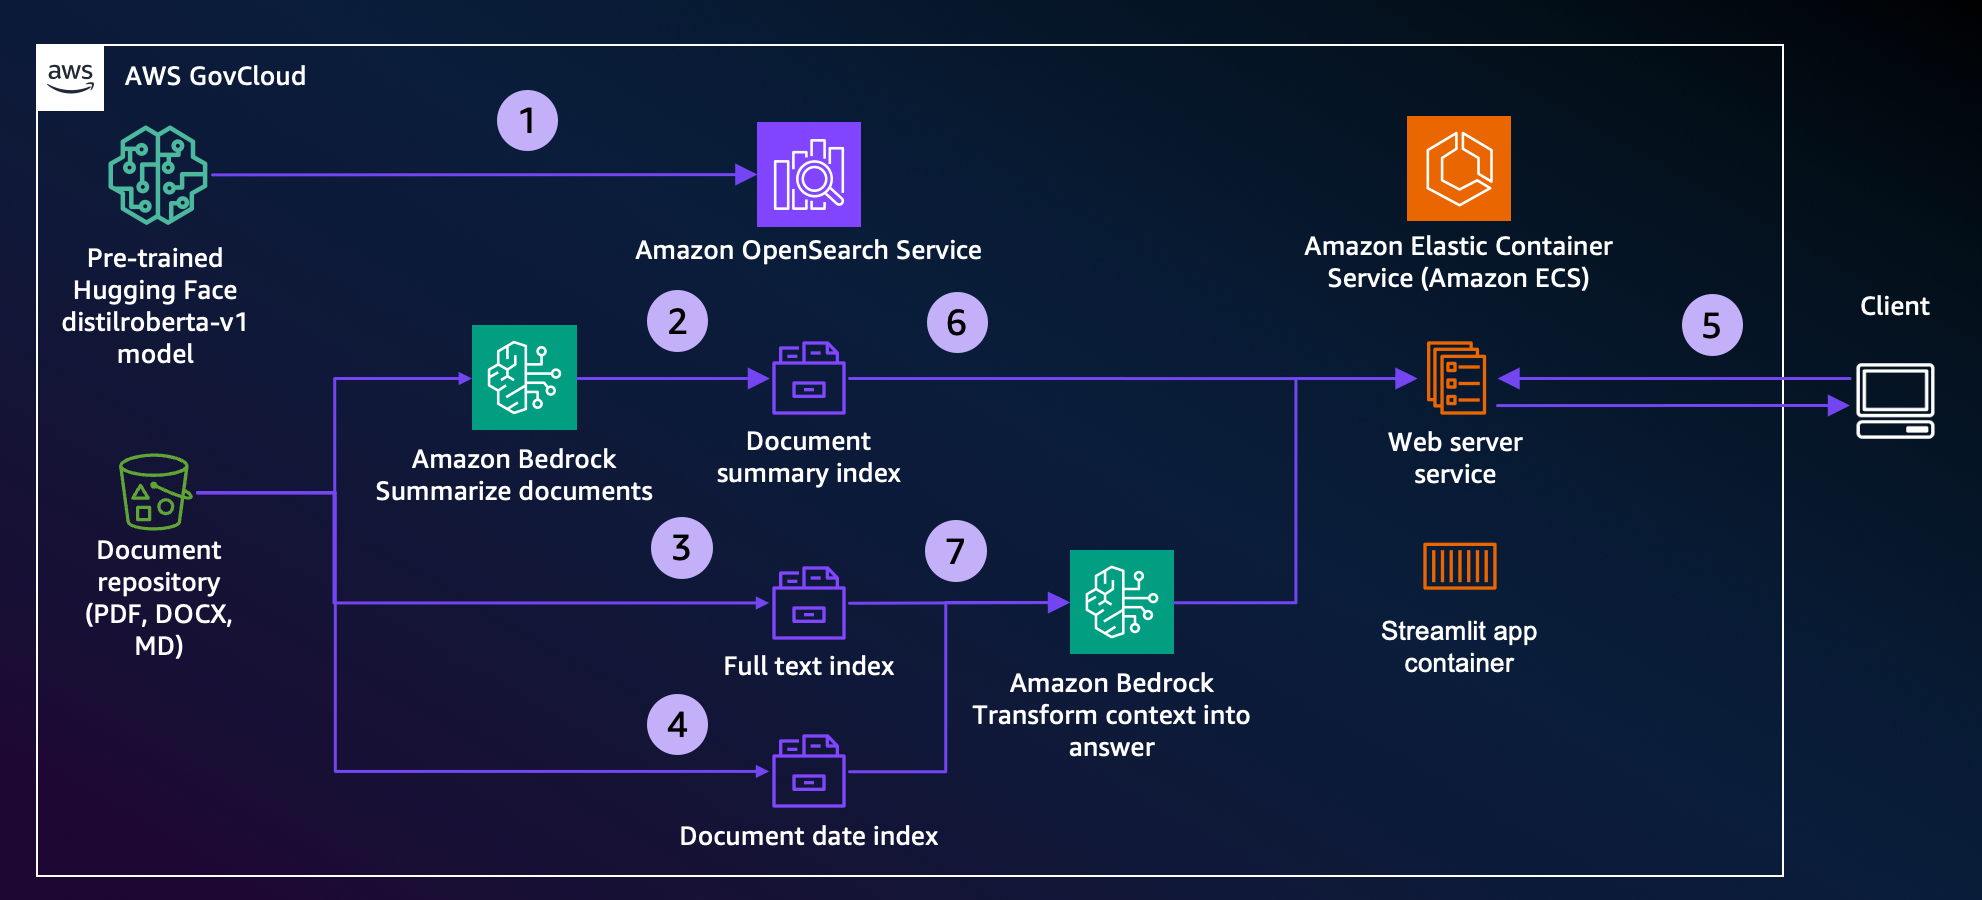 aws
AWS GovCloud
1
Pre-trained
Hugging Face
distilroberta-v1
model
Amazon OpenSearch Service
Amazon Elastic Container
Service (Amazon ECS)
2
6
5
Client
Amazon Bedrock
Summarize documents
Document
summary index
Web server
service
Document
repository
(PDF, DOCX,
MD)
3
7
Full text index
Amazon Bedrock
Transform context into
answer
Streamlit app
container
4
Document date index